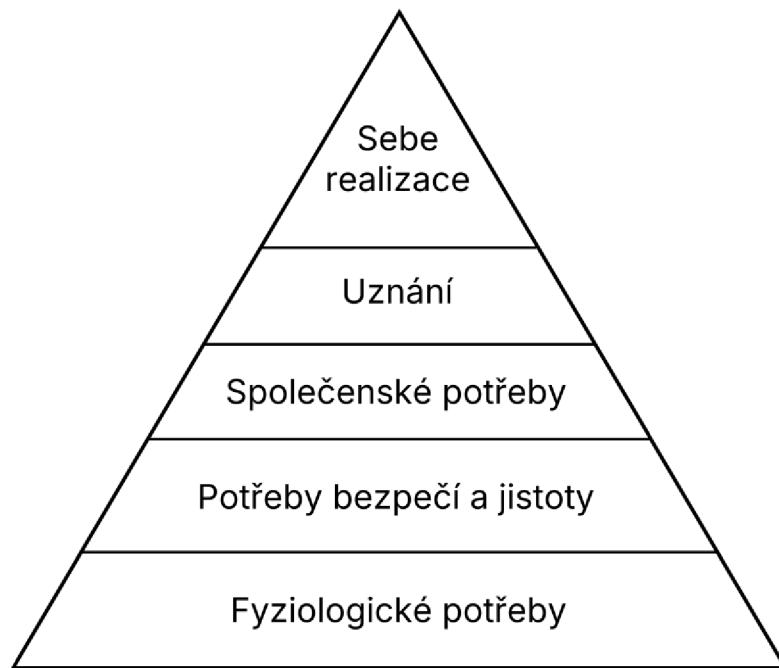 Sebe
realizace
Uznání
Společenské potřeby
Potřeby bezpečí a jistoty
Fyziologické potřeby